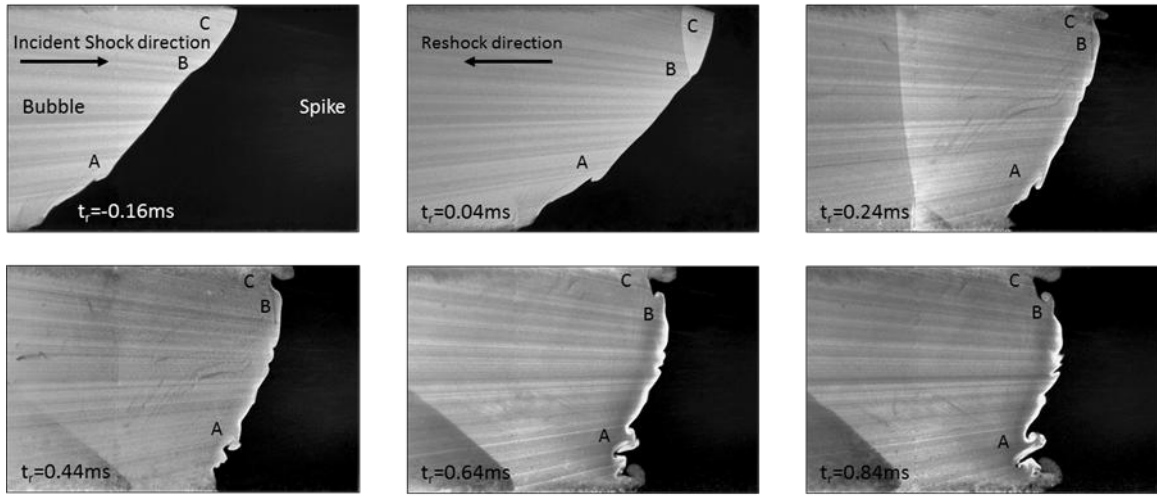 C
Incident Shock direction
B
Bubble
Spike
A
tr=-0.16ms
C
Reshock direction
B
A
tr=0.04ms
C
B
A
tr=0.24ms
C
B
A
tr=0.44ms
C
B
A
tr=0.64ms
C
B
A
tr=0.84ms